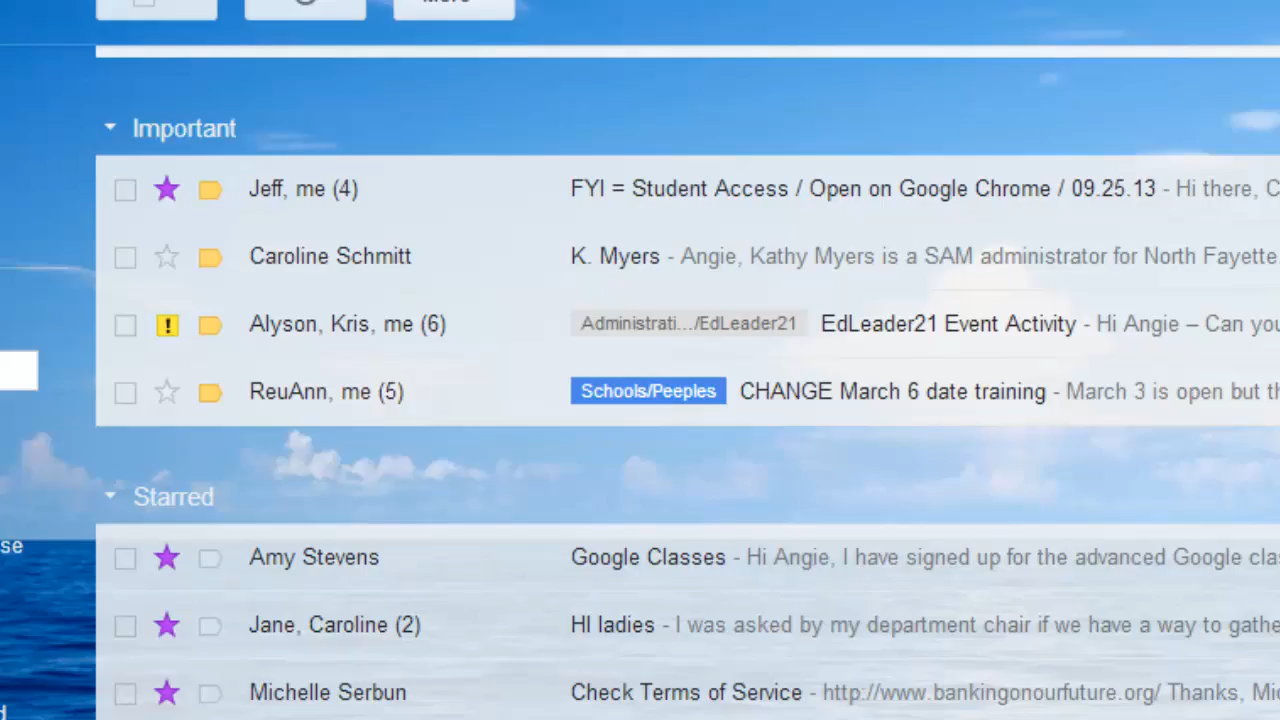 More
Important
Jeff, me (4) FYI = Student Access / Open on Google Chrome / 09.25.13 - Hi there, C
Caroline Schmitt K. Myers - Angie, Kathy Myers is a SAM administrator for North Fayette.
Alyson, Kris, me (6) Administrati.../EdLeader21 EdLeader21 Event Activity - Hi Angie – Can you
ReuAnn, me (5) Schools/Peeples CHANGE March 6 date training - March 3 is open but th
Starred
se
Amy Stevens Google Classes - Hi Angie, I have signed up for the advanced Google clas
Jane, Caroline (2) HI ladies - I was asked by my department chair if we have a way to gathe
Michelle Serbun Check Terms of Service - http://www.bankingonourfuture.org/ Thanks, Mic